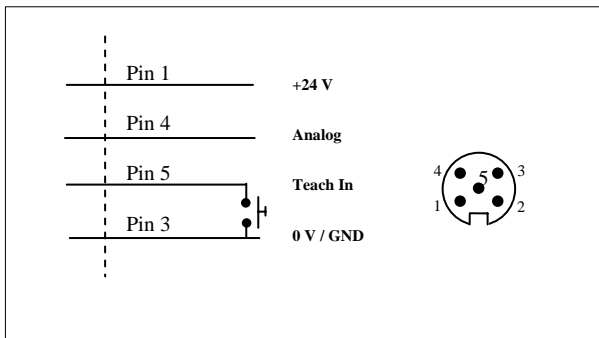 Pin 1
+24 V
Pin 4
Analog
Pin 5
Teach In
Pin 3
0 V / GND
4 5 3
1 2